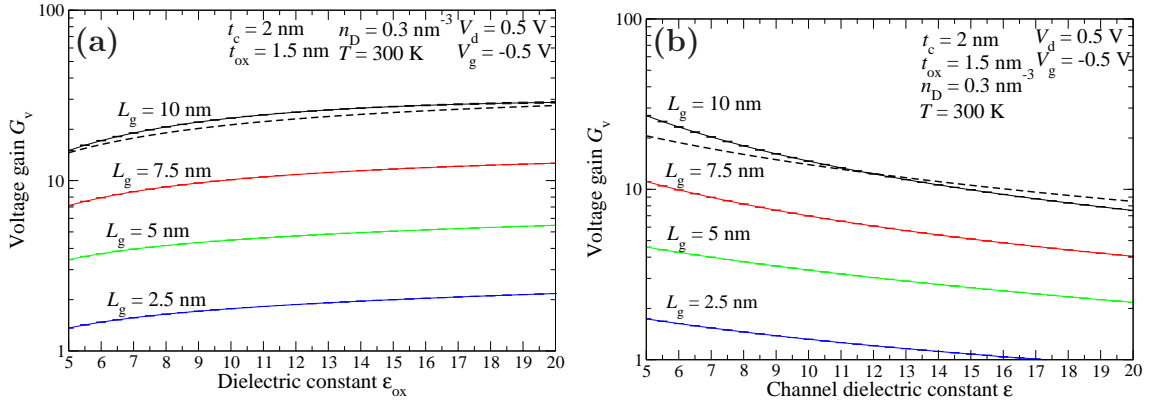 (a)
t_c = 2 nm n_D = 0.3 nm^-3 V_d = 0.5 V
t_ox = 1.5 nm T = 300 K V_g = -0.5 V
L_g = 10 nm
L_g = 7.5 nm
L_g = 5 nm
L_g = 2.5 nm
Voltage gain G_v
100
10
1
5 6 7 8 9 10 11 12 13 14 15 16 17 18 19 20
Dielectric constant ε_ox
(b)
t_c = 2 nm V_d = 0.5 V
t_ox = 1.5 nm V_g = -0.5 V
n_D = 0.3 nm^-3
T = 300 K
L_g = 10 nm
L_g = 7.5 nm
L_g = 5 nm
L_g = 2.5 nm
Voltage gain G_v
100
10
1
5 6 7 8 9 10 11 12 13 14 15 16 17 18 19 20
Channel dielectric constant ε